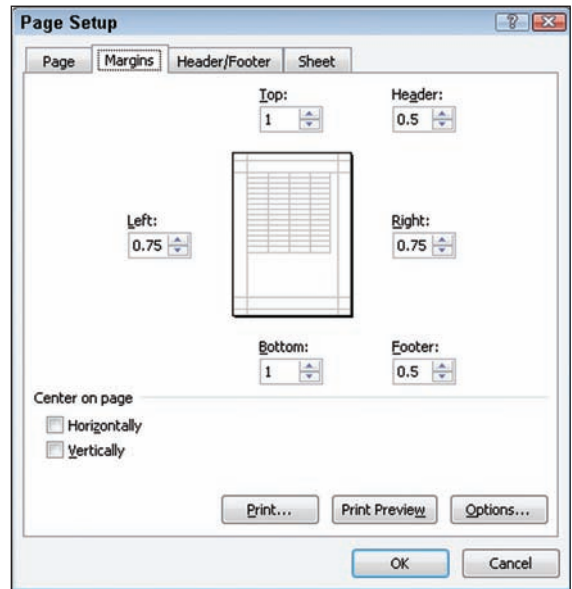 Page Setup
Page Margins Header/Footer Sheet
Top: Header:
1 0.5
Left: Right:
0.75 0.75
Bottom: Footer:
1 0.5
Center on page
Horizontally
Vertically
Print... Print Preview Options...
OK Cancel